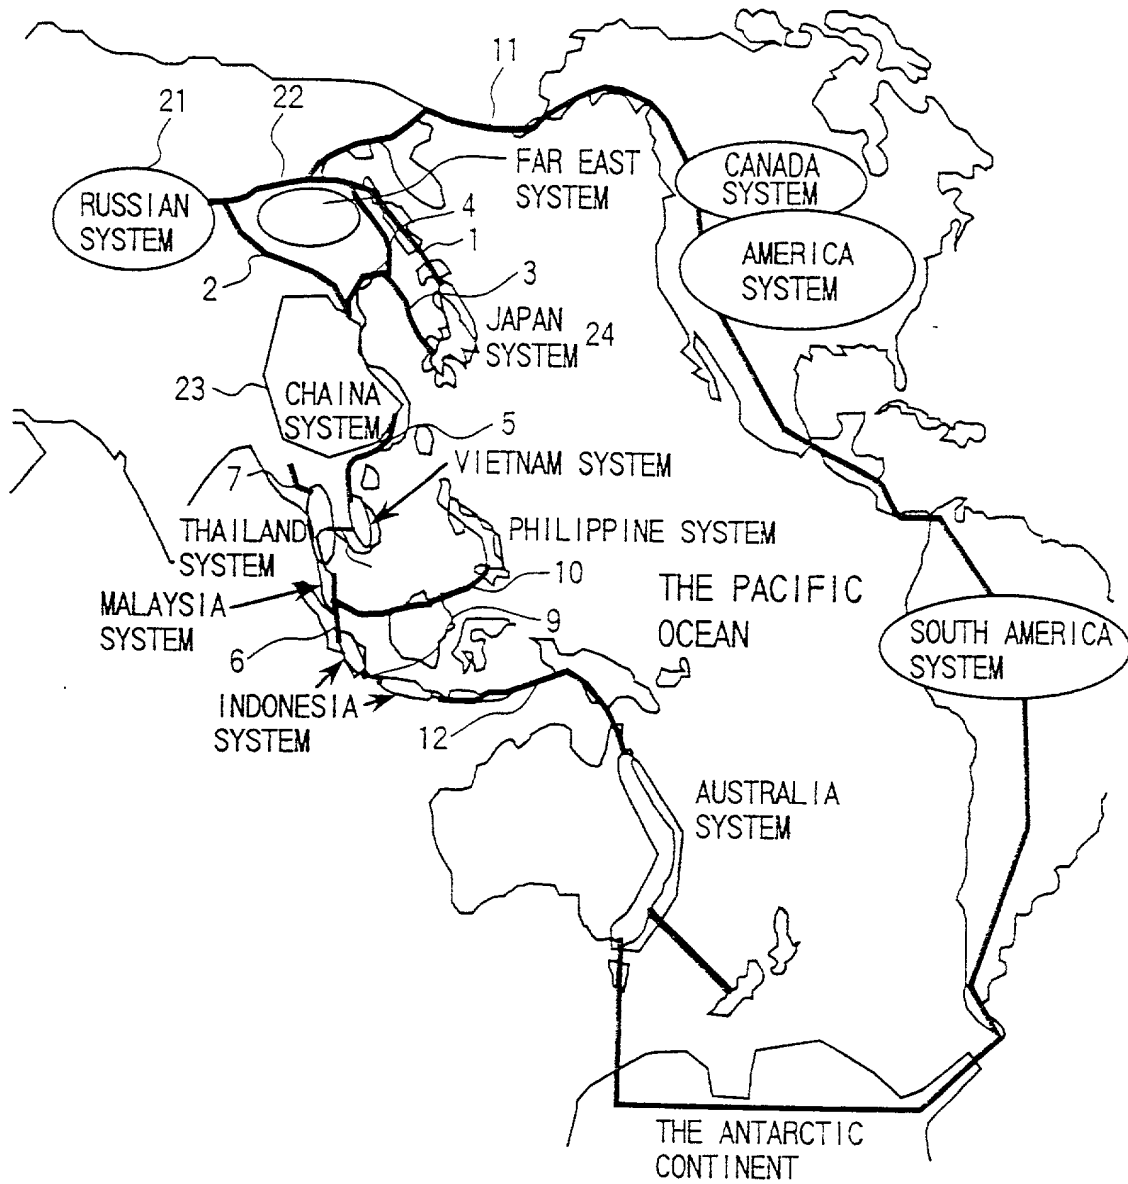 11
21
22
FAR EAST
SYSTEM
CANADA
SYSTEM
RUSSIAN
SYSTEM
4
1
AMERICA
SYSTEM
2
3
JAPAN
SYSTEM
24
23
CHAINA
SYSTEM
5
7
VIETNAM SYSTEM
THAILAND
SYSTEM
PHILIPPINE SYSTEM
10
THE PACIFIC
OCEAN
MALAYSIA
SYSTEM
9
6
SOUTH AMERICA
SYSTEM
INDONESIA
SYSTEM
12
AUSTRALIA
SYSTEM
THE ANTARCTIC
CONTINENT